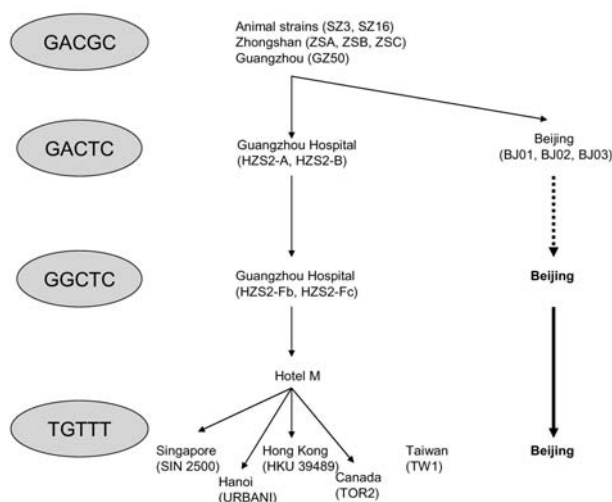 GACGC
Animal strains (SZ3, SZ16)
Zhongshan (ZSA, ZSB, ZSC)
Guangzhou (GZ50)
GACTC
Guangzhou Hospital
(HZS2-A, HZS2-B)
Beijing
(BJ01, BJ02, BJ03)
GGCTC
Guangzhou Hospital
(HZS2-Fb, HZS2-Fc)
Beijing
Hotel M
TGTTT
Singapore
(SIN 2500)
Hanoi
(URBANI)
Hong Kong
(HKU 39489)
Canada
(TOR2)
Taiwan
(TW1)
Beijing